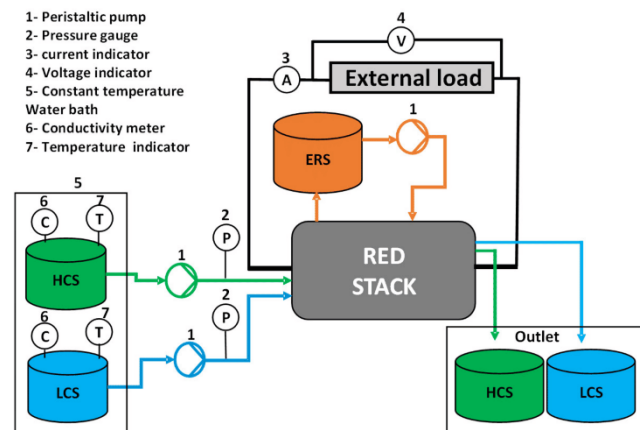 1- Peristaltic pump
2- Pressure gauge
3- current indicator
4- Voltage indicator
5- Constant temperature
Water bath
6- Conductivity meter
7- Temperature indicator
4
V
3
A
External load
1
ERS
5
6
7
C
T
HCS
2
P
1
RED
STACK
2
P
6
7
C
T
LCS
1
Outlet
HCS
LCS